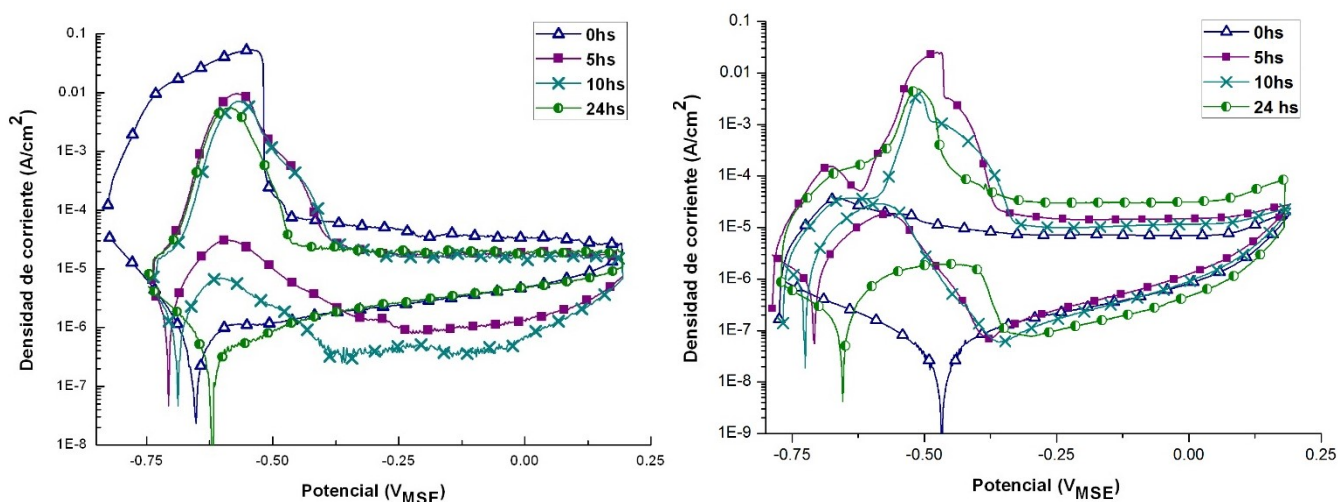 Densidad de corriente (A/cm²)
0.1
0.01
1E-3
1E-4
1E-5
1E-6
1E-7
1E-8
0hs
5hs
10hs
24hs
-0.75
-0.50
-0.25
0.00
0.25
Potencial (V_MSE)
Densidad de corriente (A/cm²)
0.1
0.01
1E-3
1E-4
1E-5
1E-6
1E-7
1E-8
1E-9
0hs
5hs
10hs
24 hs
-0.75
-0.50
-0.25
0.00
0.25
Potencial (V_MSE)